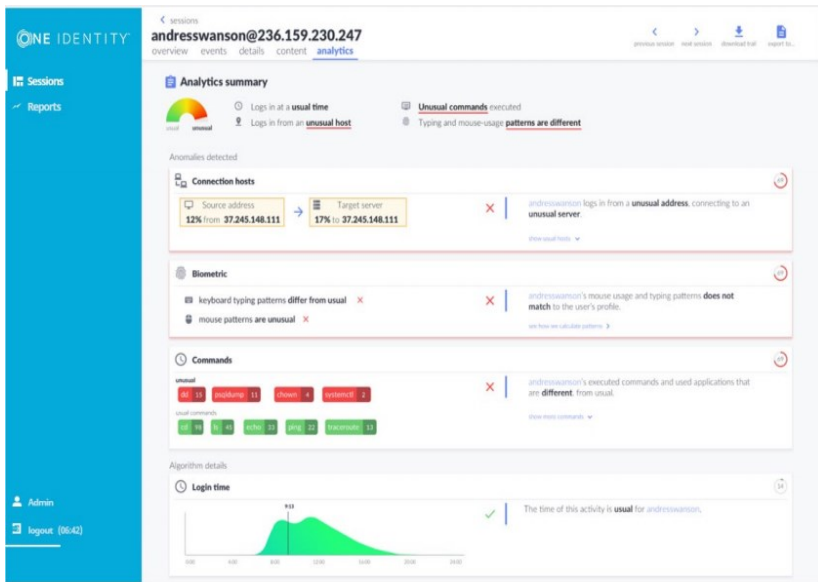 ONE IDENTITY
Sessions
Reports
Admin
logout (06:42)
sessions
andresswanson@236.159.230.247
overview events details content analytics
previous session next session download trail export to...
Analytics summary
usual unusual
Logs in at a usual time
Logs in from an unusual host
Unusual commands executed
Typing and mouse-usage patterns are different
Anomalies detected
Connection hosts
Source address
12% from 37.245.148.111
Target server
17% to 37.245.148.111
andresswanson logs in from a unusual address, connecting to an
unusual server.
show usual hosts
Biometric
keyboard typing patterns differ from usual
mouse patterns are unusual
andresswanson's mouse usage and typing patterns does not
match to the user's profile.
see how we calculate patterns
Commands
unusual
dd 15 psqldump 11 chown 4 systemctl 2
usual commands
cd 98 ls 45 echo 33 ping 22 traceroute 13
andresswanson's executed commands and used applications that
are different, from usual.
show more commands
Algorithm details
Login time
9:11
0:00 4:00 8:00 12:00 16:00 20:00 24:00
The time of this activity is usual for andresswanson.